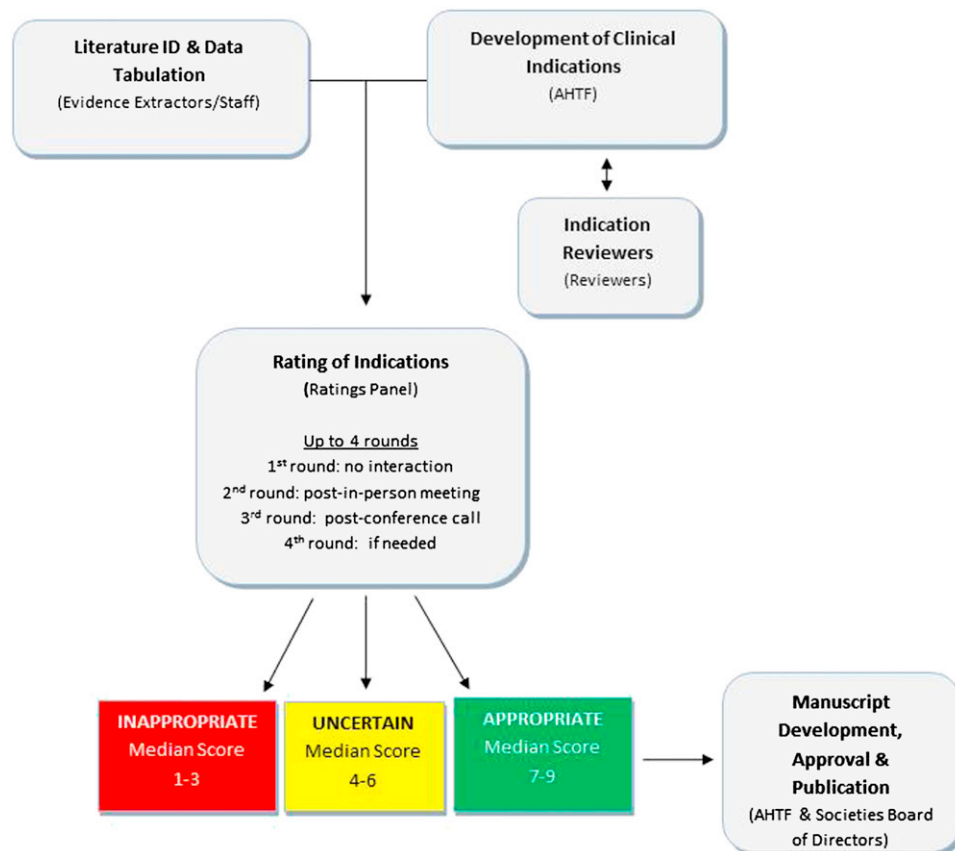 Literature ID & Data
Tabulation
(Evidence Extractors/Staff)
Development of Clinical
Indications
(AHTF)
Indication
Reviewers
(Reviewers)
Rating of Indications
(Ratings Panel)
Up to 4 rounds
1st round: no interaction
2nd round: post-in-person meeting
3rd round: post-conference call
4th round: if needed
INAPPROPRIATE
Median Score
1-3
UNCERTAIN
Median Score
4-6
APPROPRIATE
Median Score
7-9
Manuscript
Development,
Approval &
Publication
(AHTF & Societies Board
of Directors)